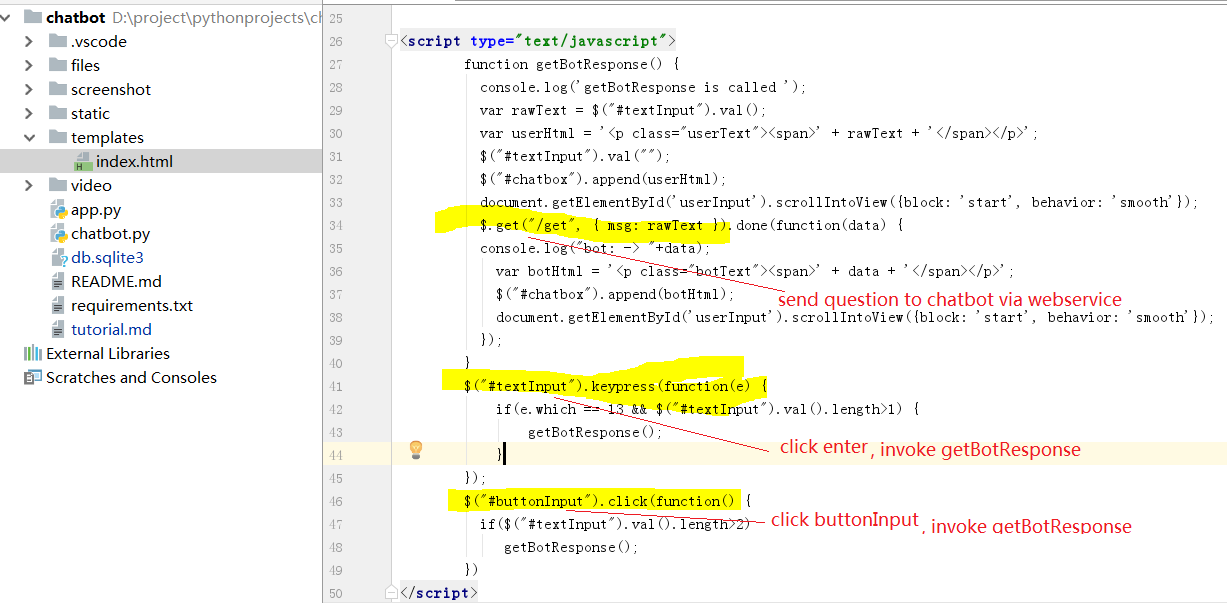 chatbot D:\project\pythonprojects\ch
.vscode
files
screenshot
static
templates
index.html
video
app.py
chatbot.py
db.sqlite3
README.md
requirements.txt
tutorial.md
External Libraries
Scratches and Consoles
25
26 <script type="text/javascript">
27 function getBotResponse() {
28 console.log('getBotResponse is called ');
29 var rawText = $("#textInput").val();
30 var userHtml = '<p class="userText"><span>' + rawText + '</span></p>';
31 $("#textInput").val("");
32 $("#chatbox").append(userHtml);
33 document.getElementById('userInput').scrollIntoView({block: 'start', behavior: 'smooth'});
34 $.get("/get", { msg: rawText }).done(function(data) {
35 console.log("bot: -> "+data);
36 var botHtml = '<p class="botText"><span>' + data + '</span></p>';
37 $("#chatbox").append(botHtml);
send question to chatbot via webservice
38 document.getElementById('userInput').scrollIntoView({block: 'start', behavior: 'smooth'});
39 });
40 }
41 $("#textInput").keypress(function(e) {
42 if(e.which == 13 && $("#textInput").val().length>1) {
43 getBotResponse();
click enter, invoke getBotResponse
44 }
45 });
46 $("#buttonInput").click(function() {
47 if($("#textInput").val().length>2)
click buttonInput, invoke getBotResponse
48 getBotResponse();
49 })
50 </script>